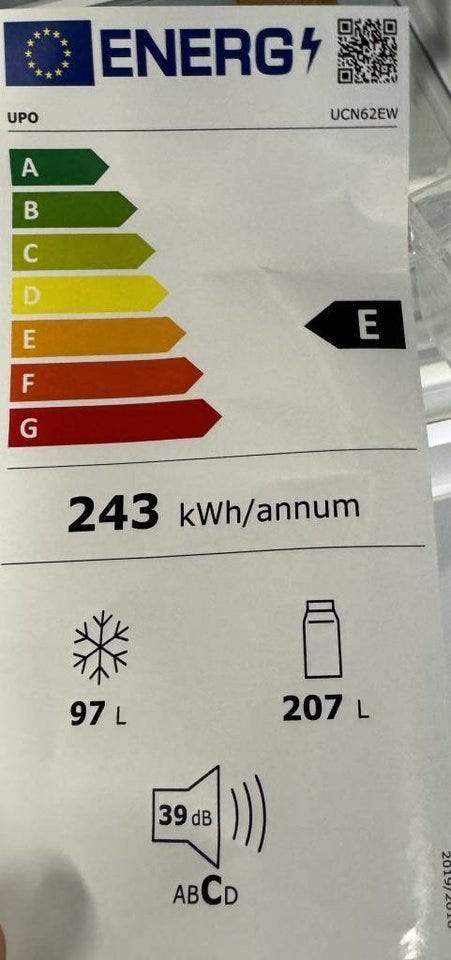 ENERG
UPO UCN62EW
A
B
C
D
E
E
F
G
243 kWh/annum
97 L 207 L
39 dB
ABCD